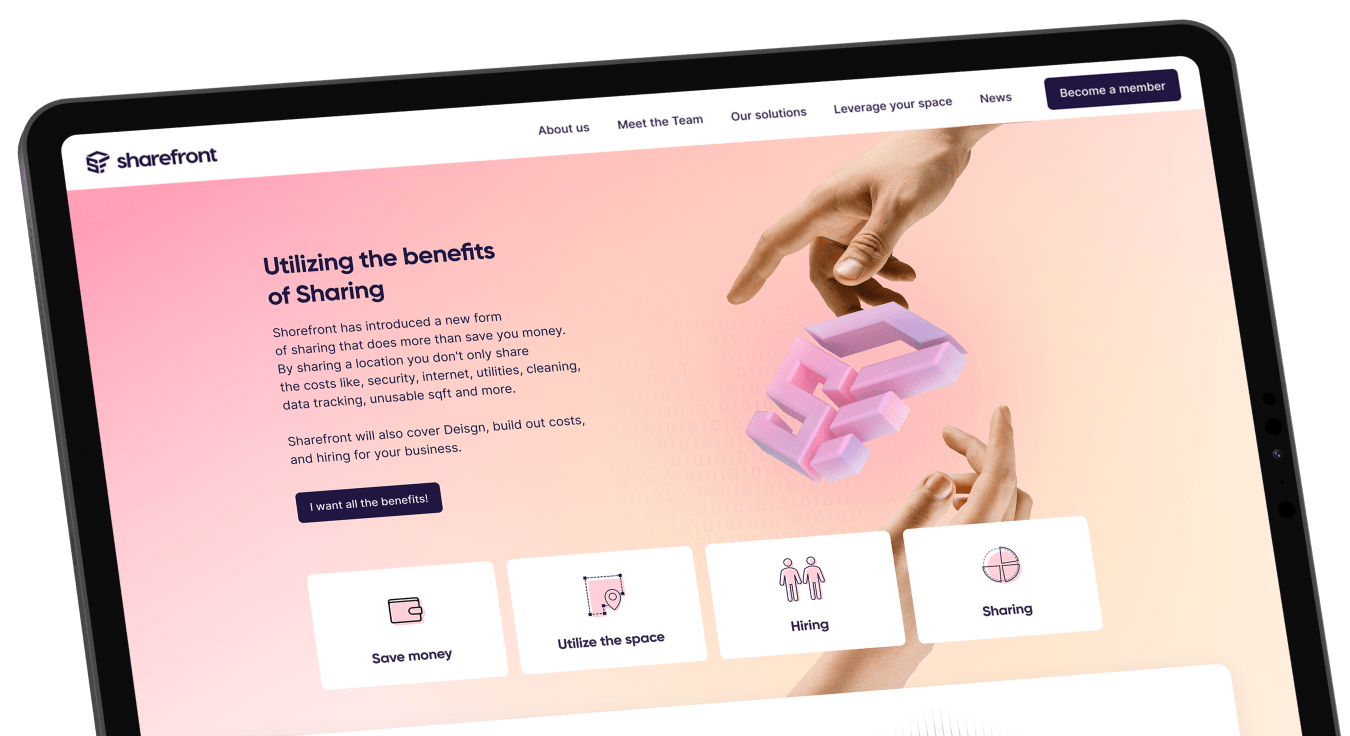 sharefront
About us
Meet the Team
Our solutions
Leverage your space
News
Become a member
Utilizing the benefits
of Sharing
Shorefront has introduced a new form
of sharing that does more than save you money.
By sharing a location you don't only share
the costs like, security, internet, utilities, cleaning,
data tracking, unusable sqft and more.
Sharefront will also cover Deisgn, build out costs,
and hiring for your business.
I want all the benefits!
Save money
Utilize the space
Hiring
Sharing